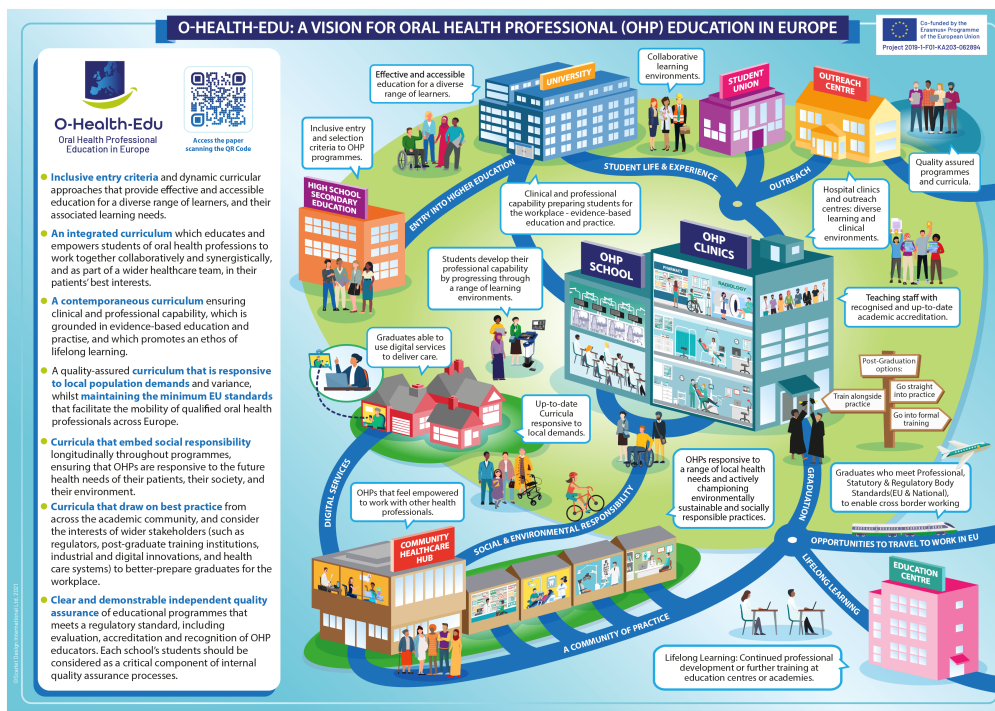 O-HEALTH-EDU: A VISION FOR ORAL HEALTH PROFESSIONAL (OHP) EDUCATION IN EUROPE
Co-funded by the
Erasmus+ Programme
of the European Union
Project 2019-1-FR01-KA203-062894
O-Health-Edu
Oral Health Professional
Education in Europe
Access the paper
scanning the QR Code
Inclusive entry criteria and dynamic curricular
approaches that provide effective and accessible
education for a diverse range of learners, and their
associated learning needs.
An integrated curriculum which educates and
empowers students of oral health professions to
work together collaboratively and synergistically,
and as part of a wider healthcare team, in their
patients' best interests.
A contemporaneous curriculum ensuring
clinical and professional capability, which is
grounded in evidence-based education and
practise, and which promotes an ethos of
lifelong learning.
A quality-assured curriculum that is responsive
to local population demands and variance,
whilst maintaining the minimum EU standards
that facilitate the mobility of qualified oral health
professionals across Europe.
Curricula that embed social responsibility
longitudinally throughout programmes,
ensuring that OHPs are responsive to the future
health needs of their patients, their society, and
their environment.
Curricula that draw on best practice from
across the academic community, and consider
the interests of wider stakeholders (such as
regulators, post-graduate training institutions,
industrial and digital innovations, and health
care systems) to better-prepare graduates for the
workplace.
Clear and demonstrable independent quality
assurance of educational programmes that
meets a regulatory standard, including
evaluation, accreditation and recognition of OHP
educators. Each school's students should be
considered as a critical component of internal
quality assurance processes.
Effective and accessible
education for a diverse
range of learners.
UNIVERSITY
Collaborative
learning
environments.
STUDENT
UNION
OUTREACH
CENTRE
Inclusive entry
and selection
criteria to OHP
programmes.
HIGH SCHOOL
SECONDARY
EDUCATION
ENTRY INTO HIGHER EDUCATION
STUDENT LIFE & EXPERIENCE
OUTREACH
Quality assured
programmes
and curricula.
Clinical and professional
capability preparing students for
the workplace - evidence-based
education and practice.
Hospital clinics
and outreach
centres: diverse
learning and
clinical
environments.
Students develop their
professional capability
by progressing through
a range of learning
environments.
OHP
SCHOOL
OHP
CLINICS
PHARMACY
RADIOLOGY
Teaching staff with
recognised and up-to-date
academic accreditation.
Graduates able to
use digital services
to deliver care.
Post-Graduation
options:
Go straight
into practice
Train alongside
practice
Go into formal
training
Up-to-date
Curricula
responsive to
local demands.
DIGITAL SERVICES
OHPs that feel empowered
to work with other health
professionals.
OHPs responsive to
a range of local health
needs and actively
championing
environmentally
sustainable and socially
responsible practices.
GRADUATION
Graduates who meet Professional,
Statutory & Regulatory Body
Standards(EU & National),
to enable cross border working
COMMUNITY
HEALTHCARE
HUB
SOCIAL & ENVIRONMENTAL RESPONSIBILITY
OPPORTUNITIES TO TRAVEL TO WORK IN EU
LIFELONG LEARNING
EDUCATION
CENTRE
A COMMUNITY OF PRACTICE
Lifelong Learning: Continued professional
development or further training at
education centres or academies.